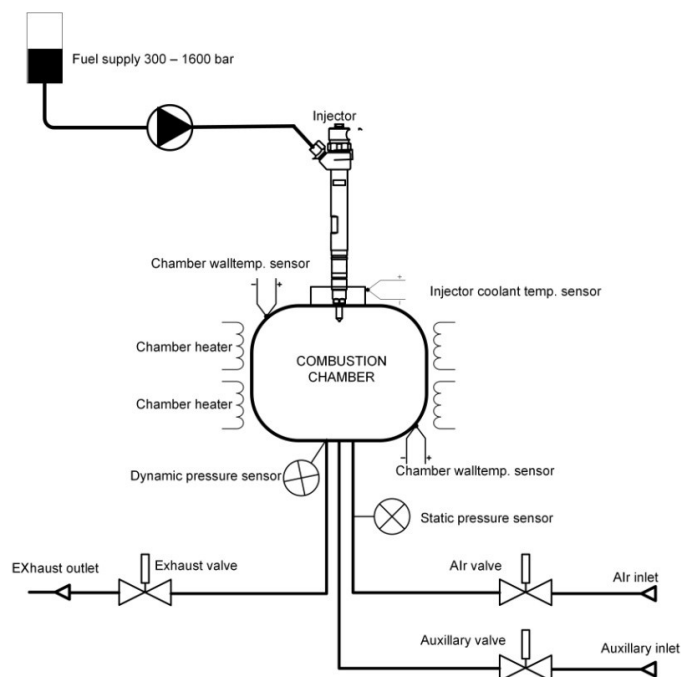 Fuel supply 300 – 1600 bar
Injector
Chamber walltemp. sensor
- +
+
-
Injector coolant temp. sensor
Chamber heater
COMBUSTION
CHAMBER
Chamber heater
- +
Chamber walltemp. sensor
Dynamic pressure sensor
Static pressure sensor
EXhaust outlet
Exhaust valve
AIr valve
AIr inlet
Auxillary valve
Auxillary inlet